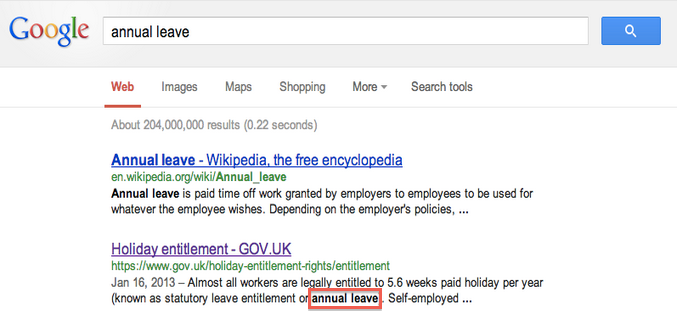 Google
annual leave
Web Images Maps Shopping More Search tools
About 204,000,000 results (0.22 seconds)
Annual leave - Wikipedia, the free encyclopedia
en.wikipedia.org/wiki/Annual_leave
Annual leave is paid time off work granted by employers to employees to be used for
whatever the employee wishes. Depending on the employer's policies, ...
Holiday entitlement - GOV.UK
https://www.gov.uk/holiday-entitlement-rights/entitlement
Jan 16, 2013 – Almost all workers are legally entitled to 5.6 weeks paid holiday per year
(known as statutory leave entitlement or annual leave. Self-employed ...